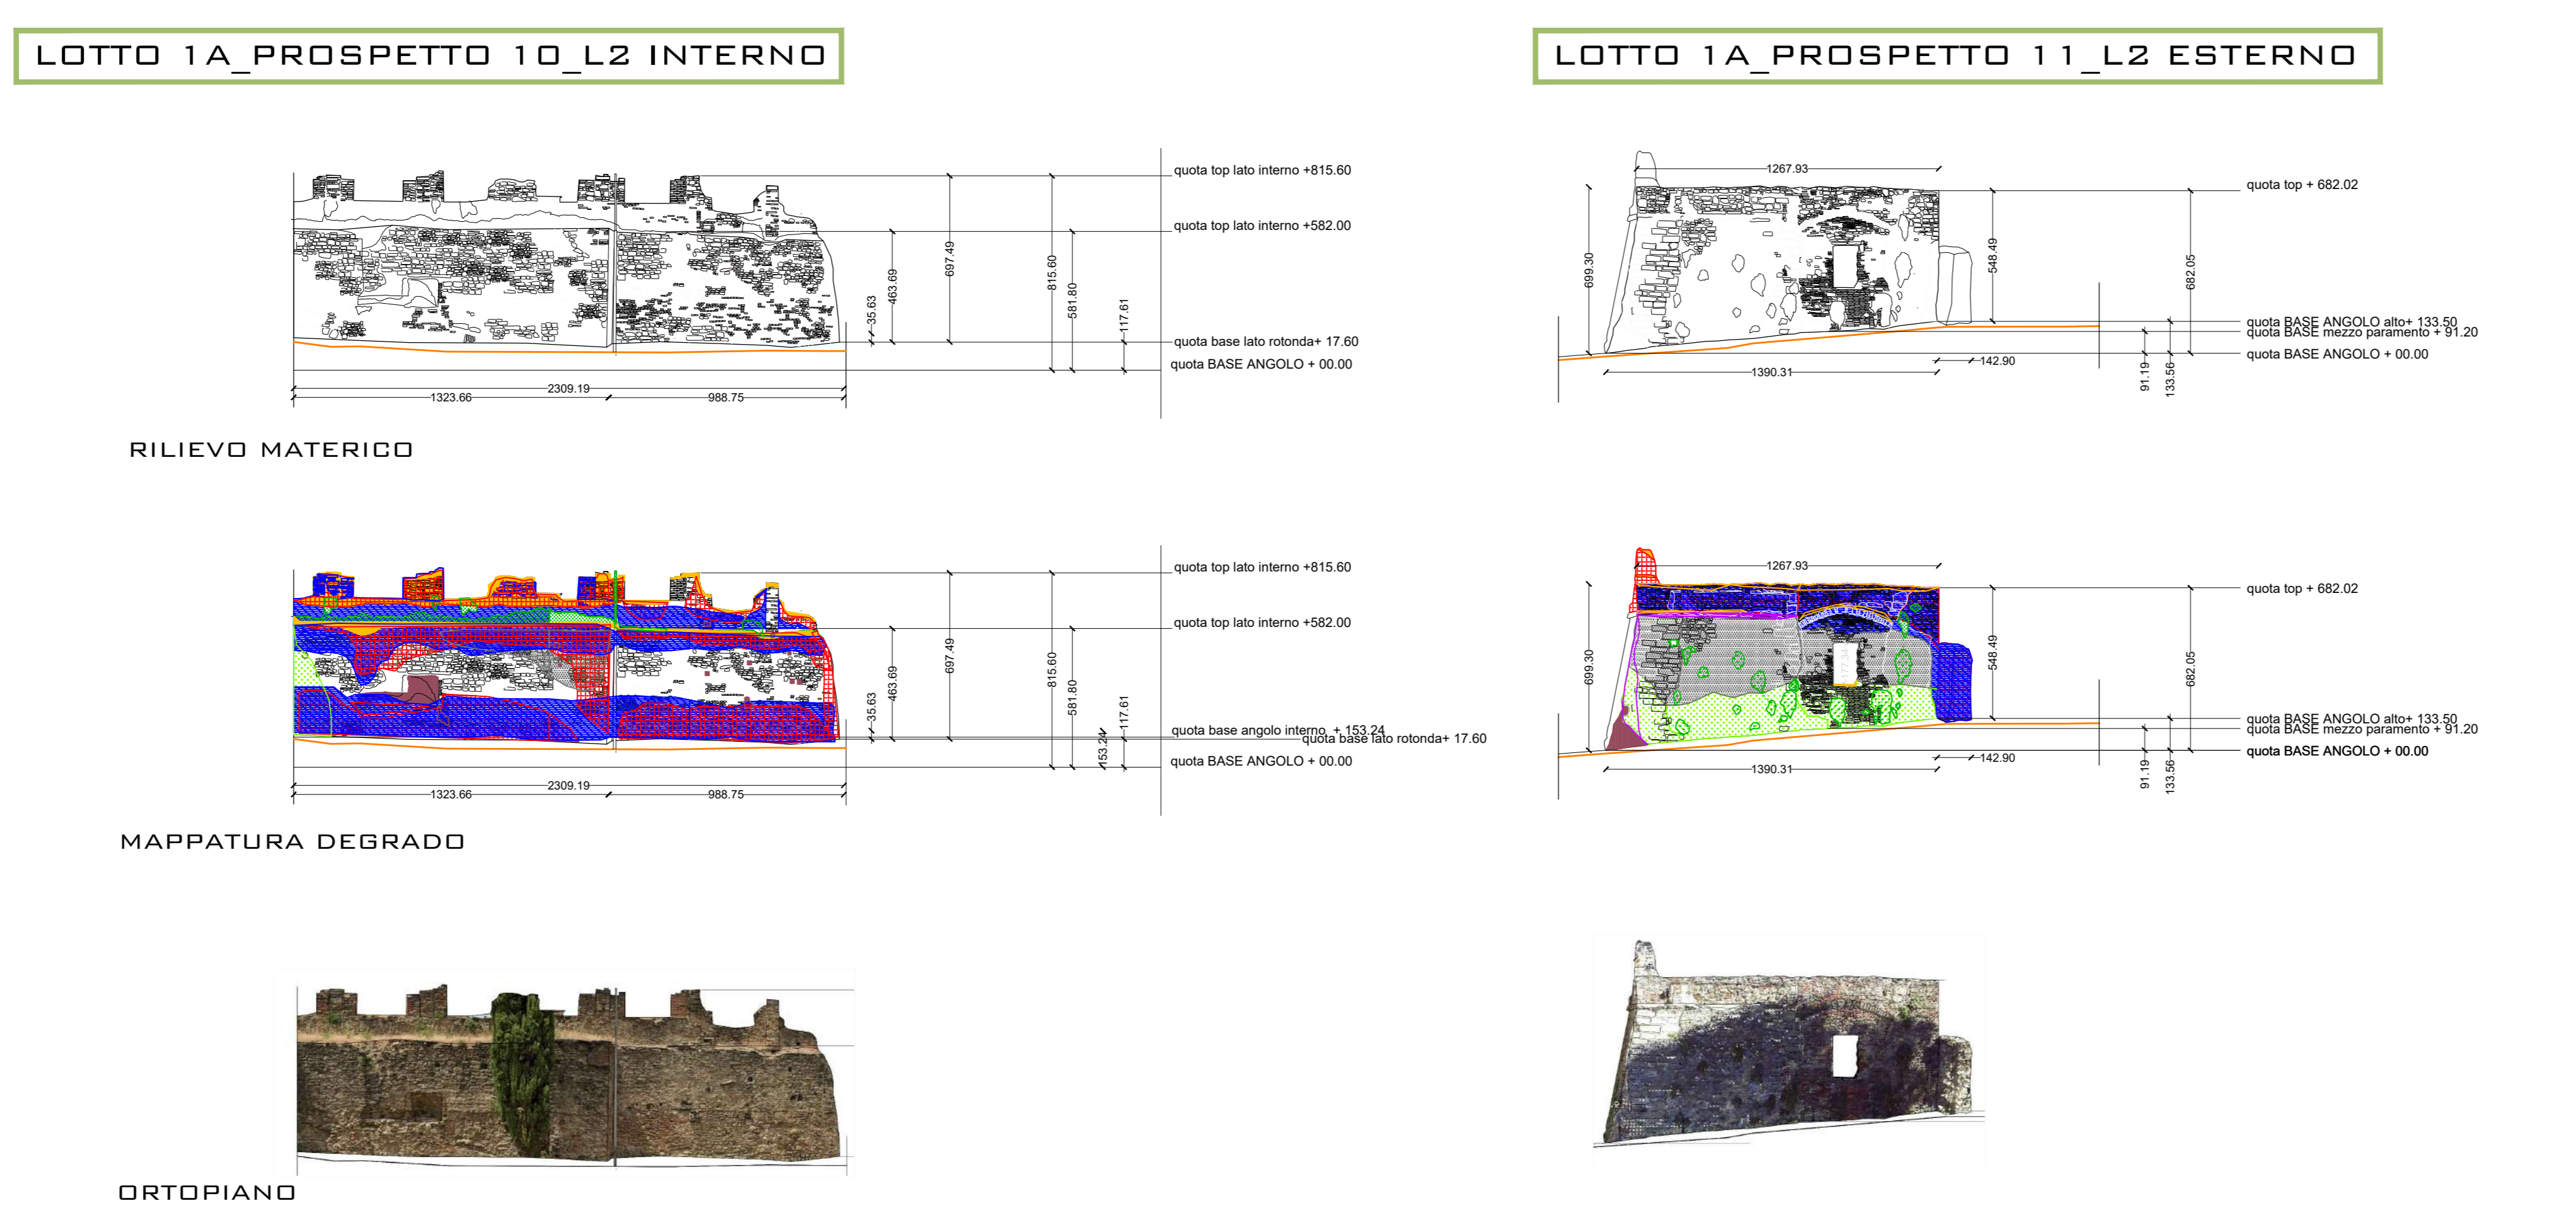 LOTTO 1A_PROSPETTO 10_L2 INTERNO
LOTTO 1A_PROSPETTO 11_L2 ESTERNO
quota top lato interno +815.60
quota top lato interno +582.00
697.49
815.60
463.69
581.80
35.63
117.61
quota base lato rotonda+ 17.60
quota BASE ANGOLO + 00.00
2309.19
1323.66
988.75
1267.93
quota top + 682.02
699.30
548.49
682.05
quota BASE ANGOLO alto+ 133.50
quota BASE mezzo paramento + 91.20
quota BASE ANGOLO + 00.00
142.90
1390.31
91.19
133.56
RILIEVO MATERICO
quota top lato interno +815.60
quota top lato interno +582.00
697.49
815.60
463.69
581.80
35.63
117.61
quota base angolo interno + 153.24
quota base lato rotonda+ 17.60
153.24
quota BASE ANGOLO + 00.00
2309.19
1323.66
988.75
1267.93
quota top + 682.02
699.30
548.49
682.05
quota BASE ANGOLO alto+ 133.50
quota BASE mezzo paramento + 91.20
quota BASE ANGOLO + 00.00
142.90
1390.31
91.19
133.56
MAPPATURA DEGRADO
ORTOPIANO